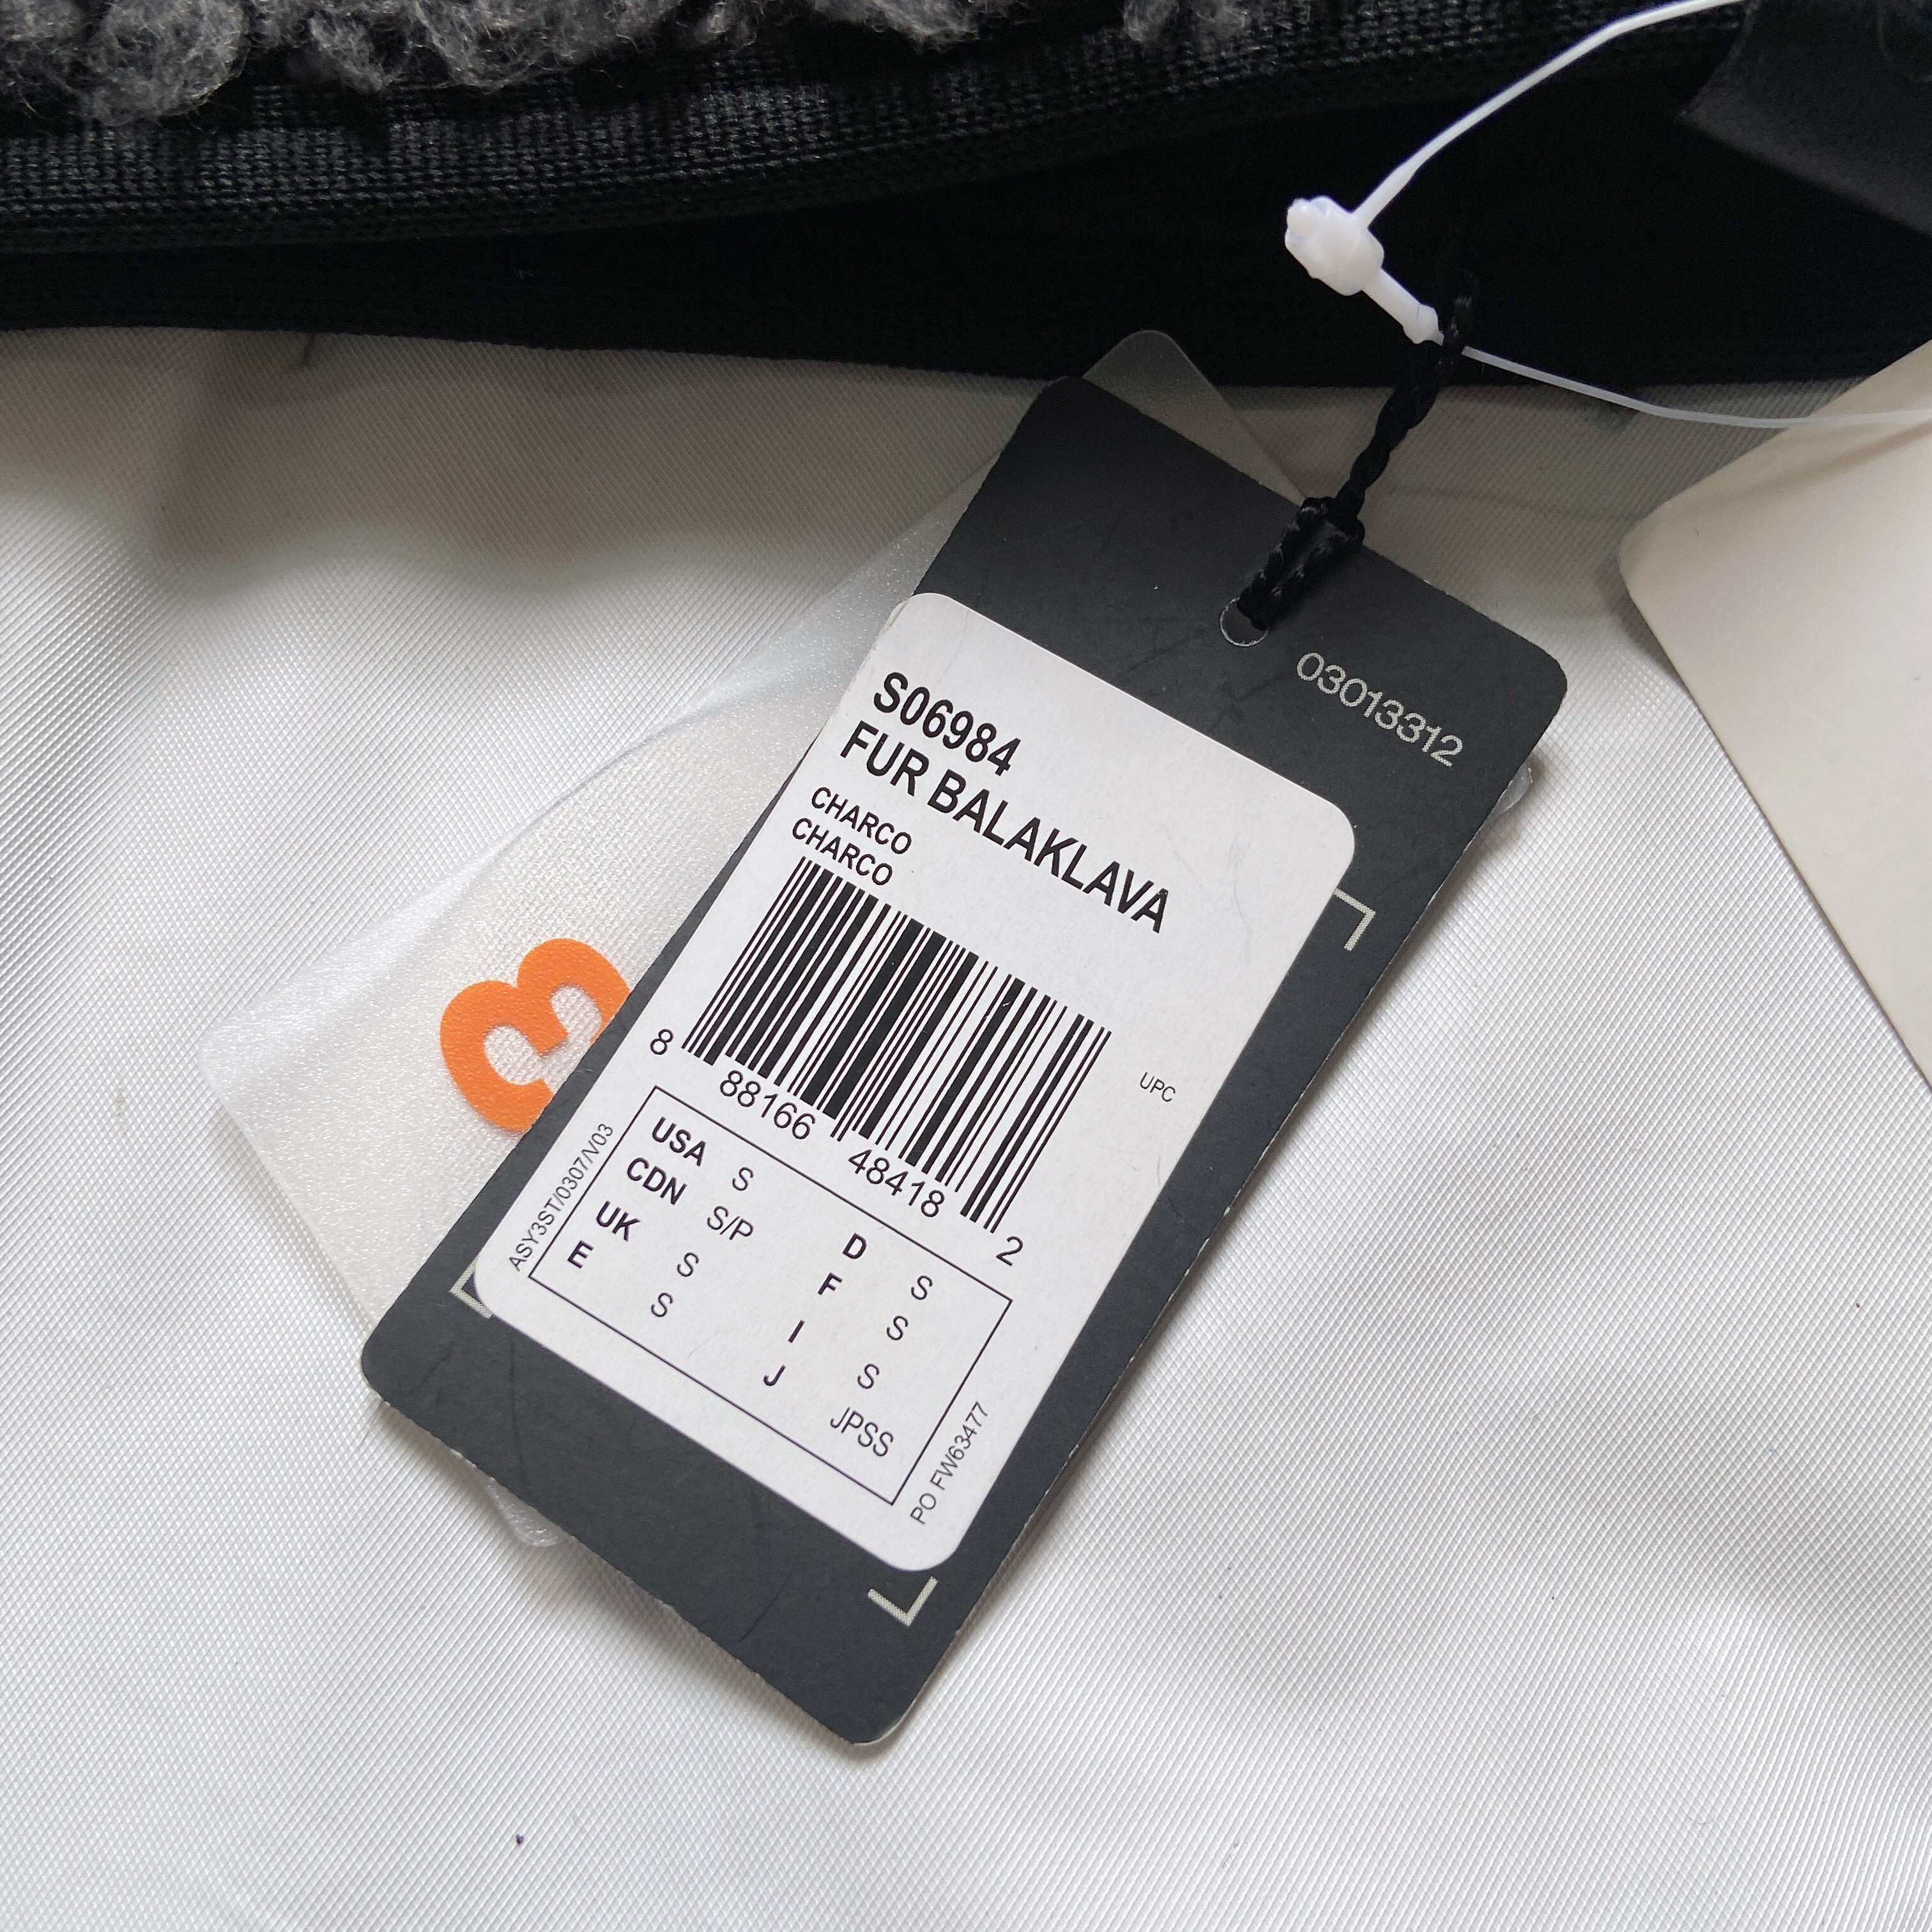 03013312
S06984
FUR BALAKLAVA
CHARCO
CHARCO
8 88166 48418 2
UPC
USA S D S
CDN S/P F S
UK S I S
E S J JPSS
ASY3ST/0307/V03
PO FW63477
3